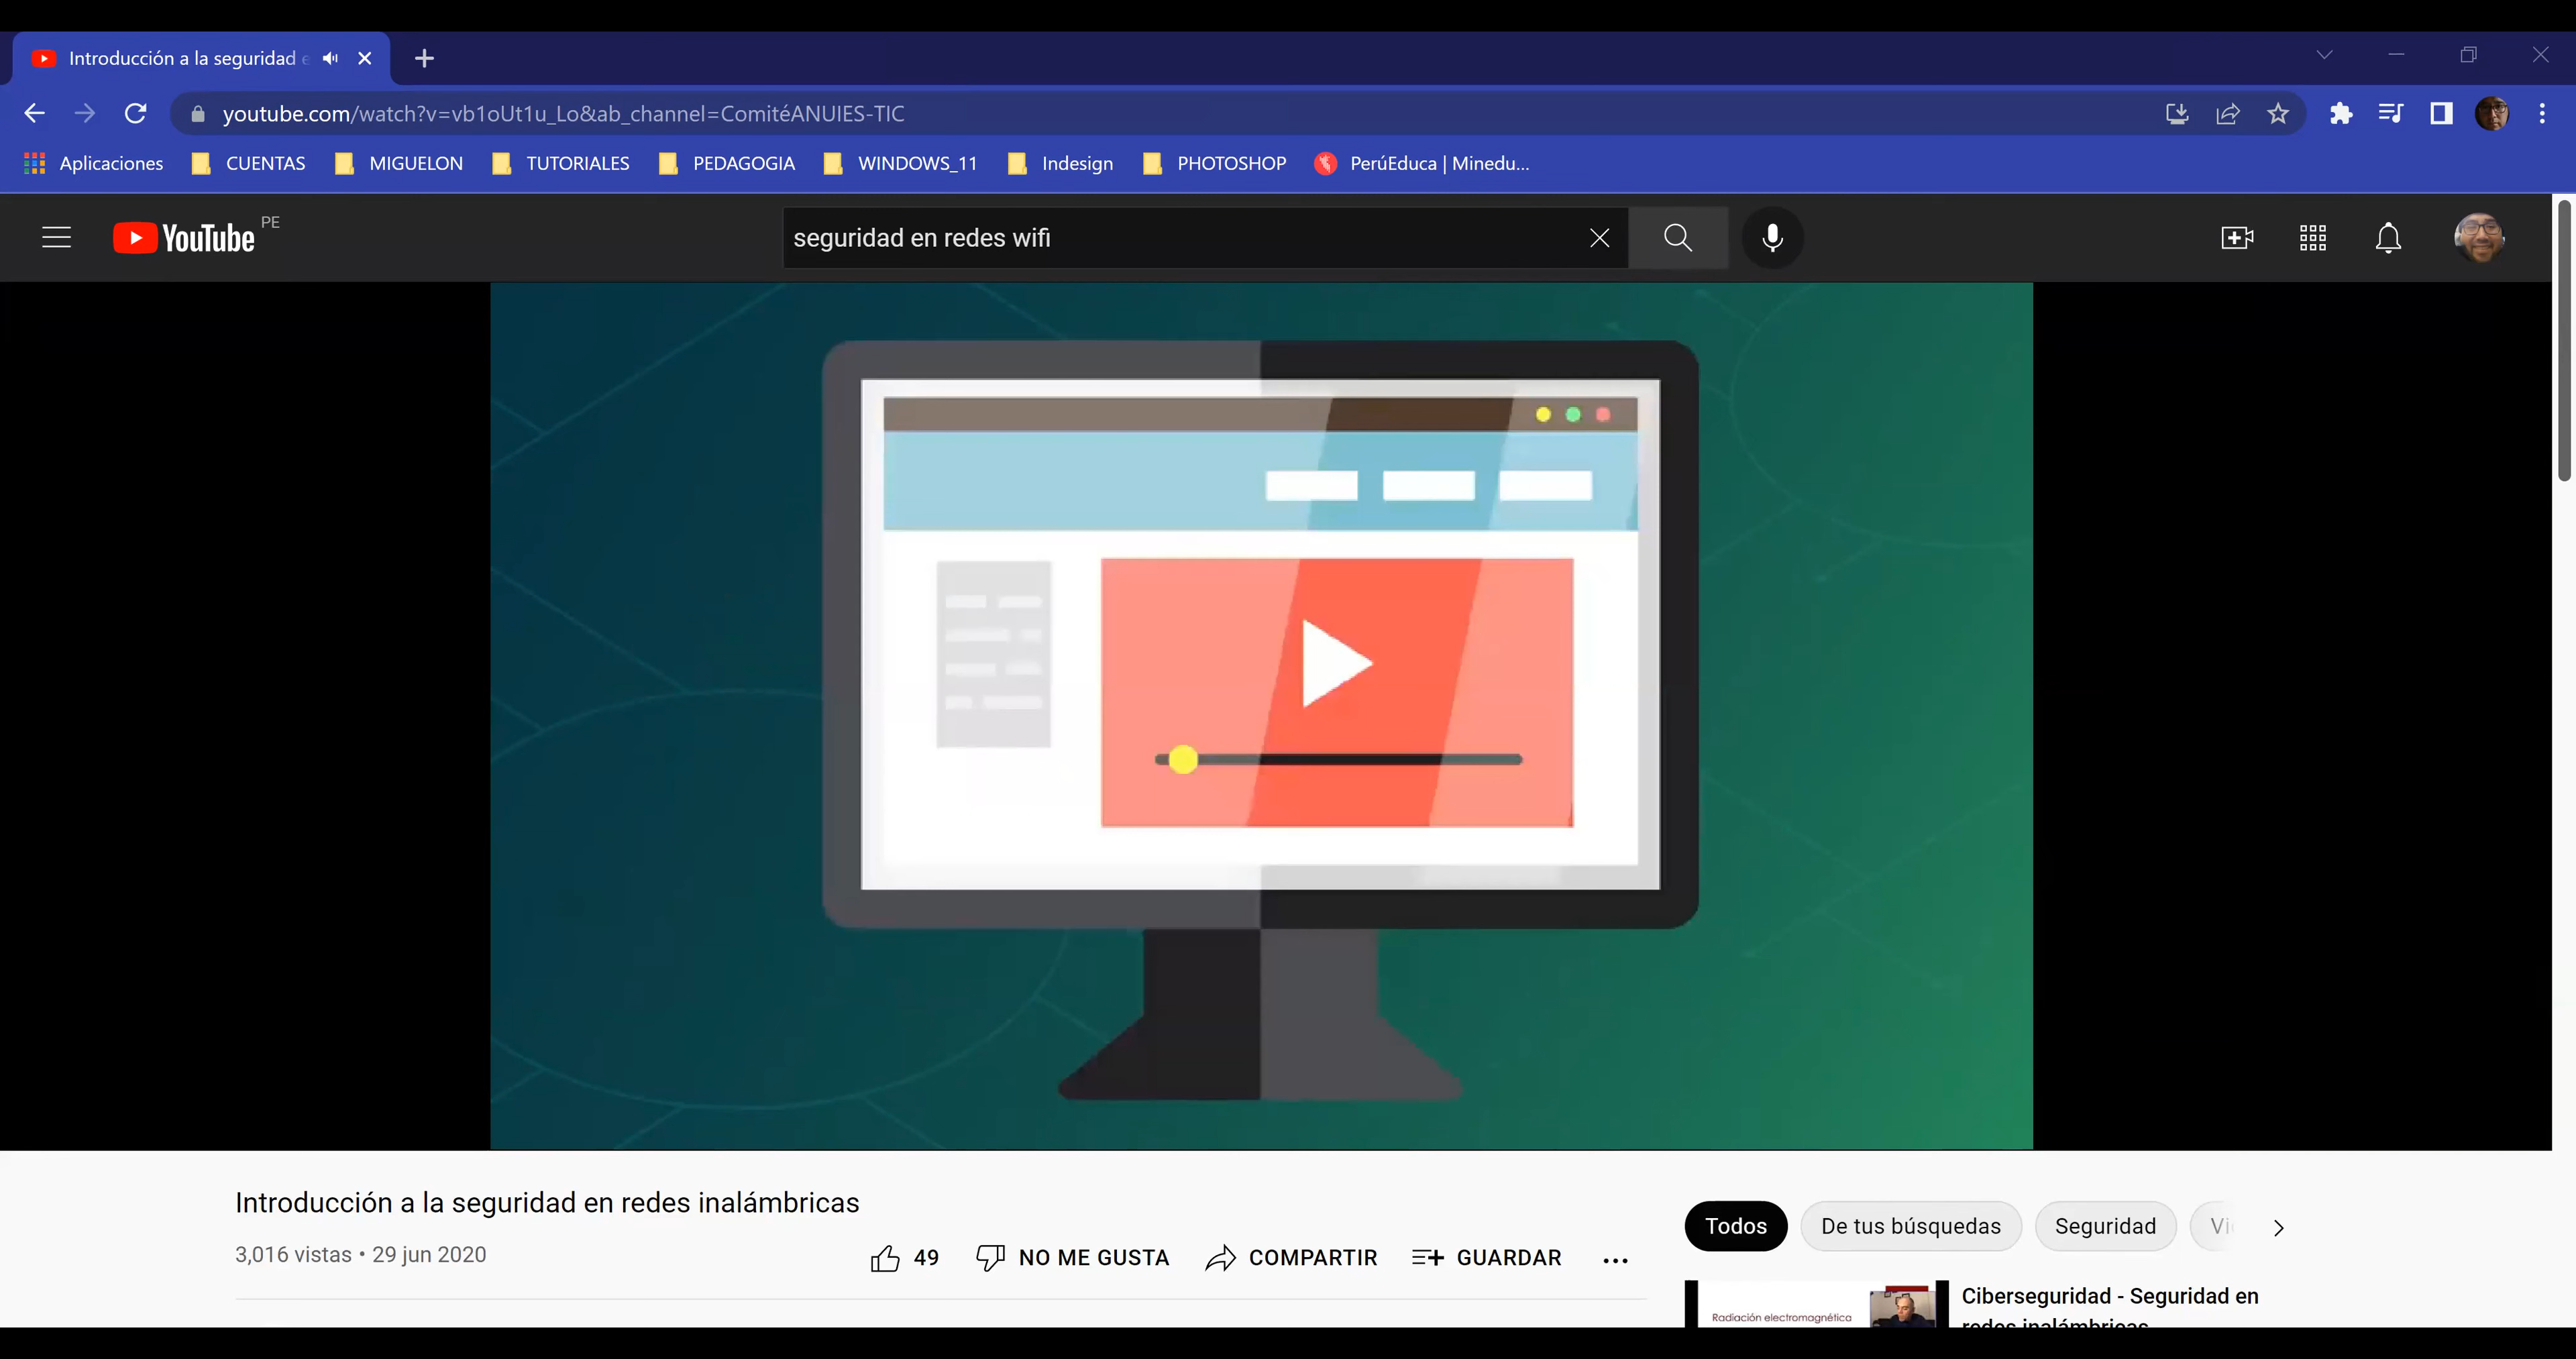 Introducción a la seguridad e
youtube.com/watch?v=vb1oUt1u_Lo&ab_channel=ComitéANUIES-TIC
Aplicaciones CUENTAS MIGUELON TUTORIALES PEDAGOGIA WINDOWS_11 Indesign PHOTOSHOP PerúEduca | Minedu...
YouTube PE
seguridad en redes wifi
Introducción a la seguridad en redes inalámbricas
3,016 vistas • 29 jun 2020
49 NO ME GUSTA COMPARTIR GUARDAR
Todos De tus búsquedas Seguridad
Radiación electromagnética
Ciberseguridad - Seguridad en
redes inalámbricas